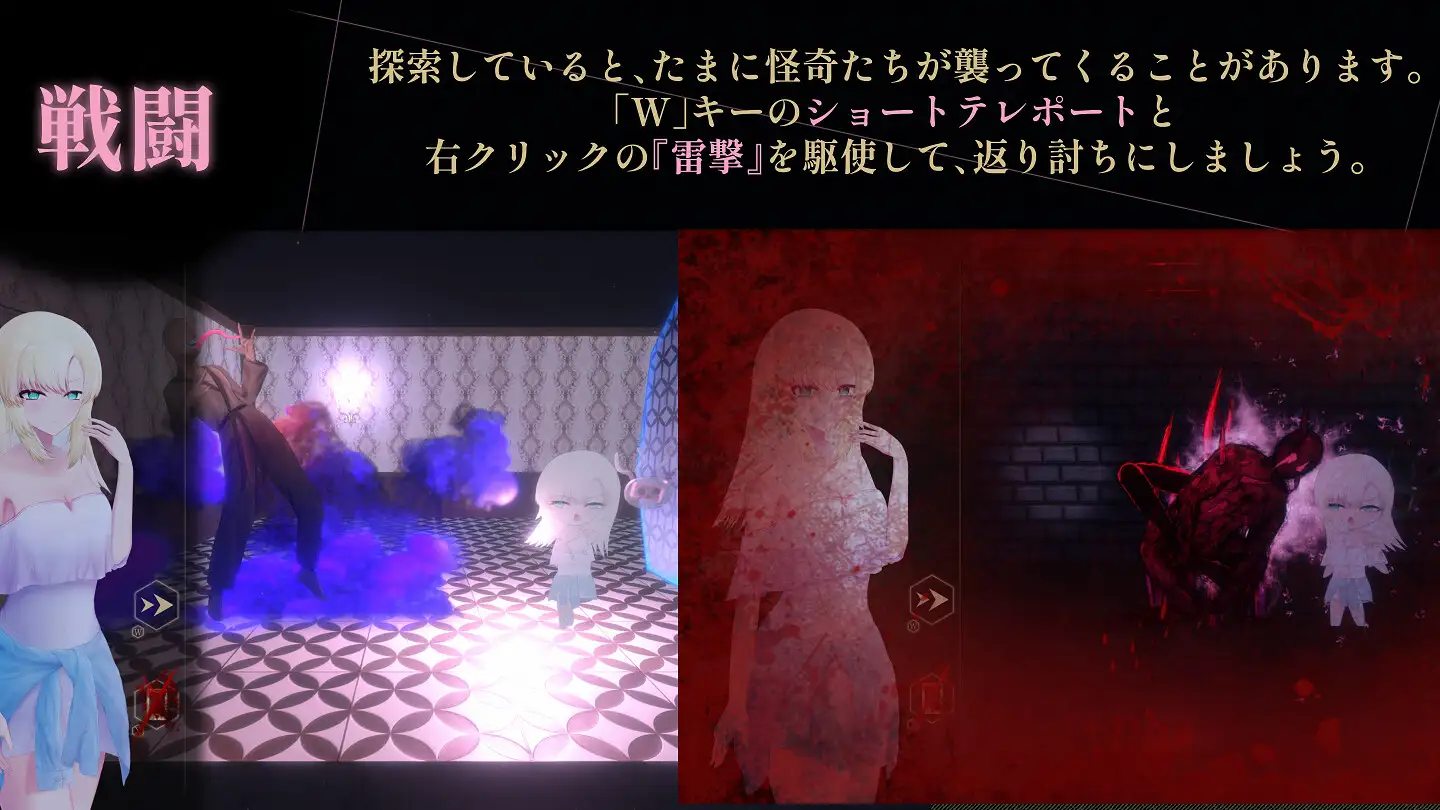 戦闘
探索していると、たまに怪奇たちが襲ってくることがあります。
「W」キーのショートテレポートと
右クリックの『雷撃』を駆使して、返り討ちにしましょう。
W
W